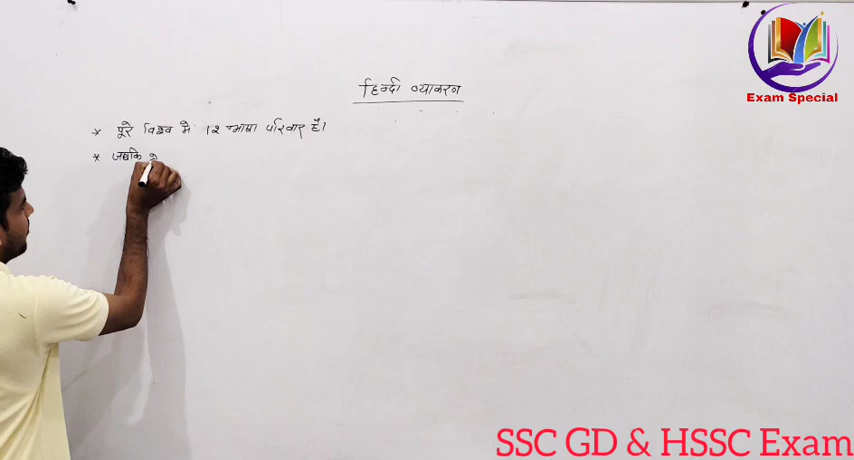 Exam Special
हिन्दी व्याकरण
* पूरे विश्व में 12 भाषा परिवार हैं।
* जबकि
SSC GD & HSSC Exam